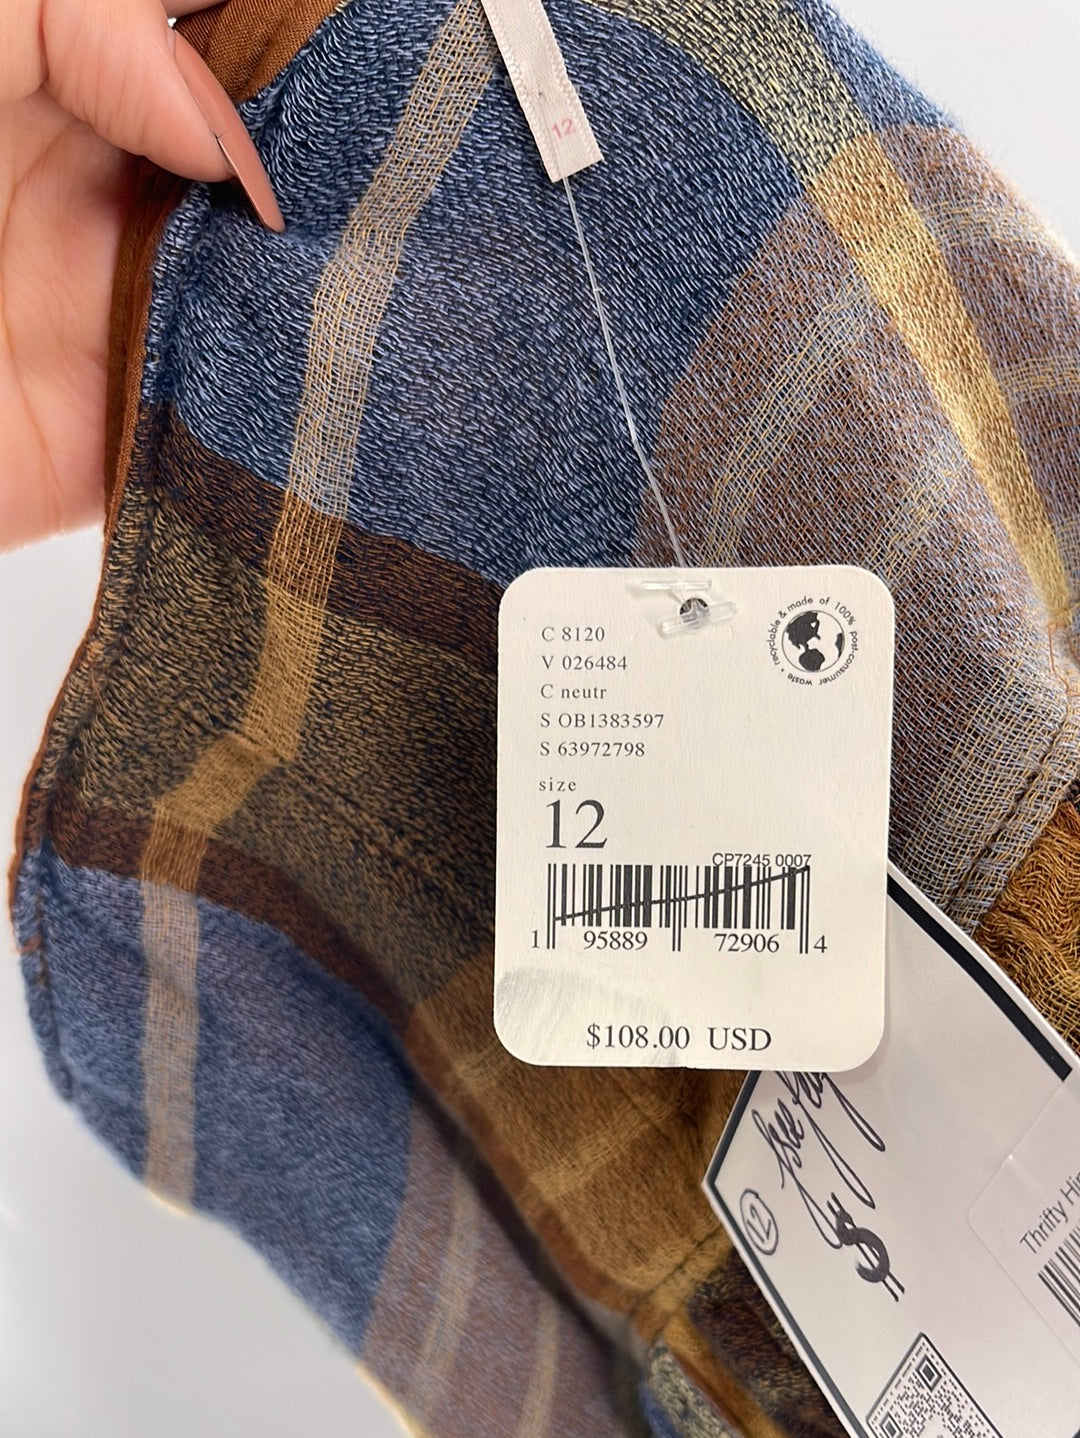 12
C 8120
V 026484
C neutr
S OB1383597
S 63972798
recyclable & made of 100% post-consumer waste •
size
12
CP7245 0007
1 95889 72906 4
$108.00 USD
12
$
Thrifty